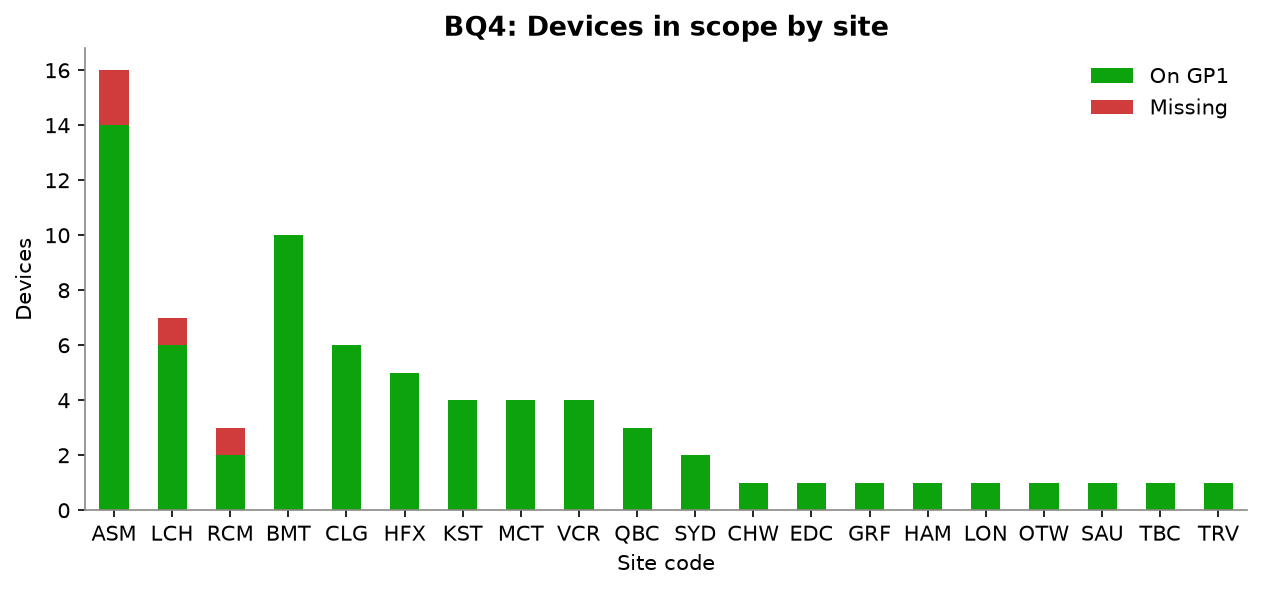 BQ4: Devices in scope by site
On GP1
Missing
Devices
16
14
12
10
8
6
4
2
0
ASM LCH RCM BMT CLG HFX KST MCT VCR QBC SYD CHW EDC GRF HAM LON OTW SAU TBC TRV
Site code